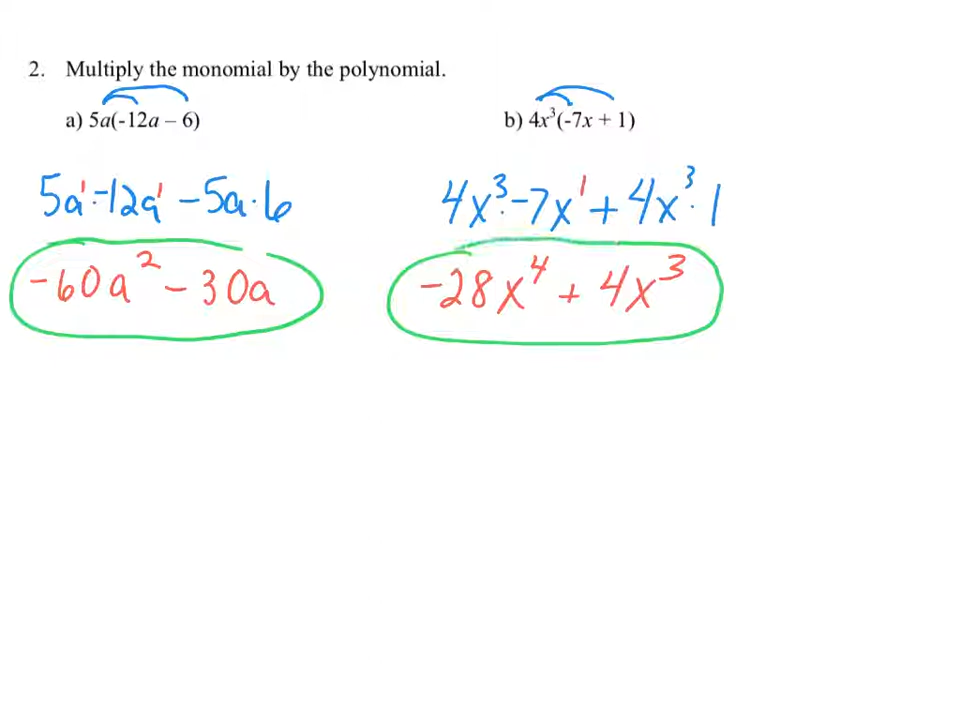 2. Multiply the monomial by the polynomial.
a) 5a(-12a – 6)
b) 4x³(-7x + 1)
5a¹·-12a¹ -5a·6
4x³·-7x¹ + 4x³·1
-60a² - 30a
-28x⁴ + 4x³